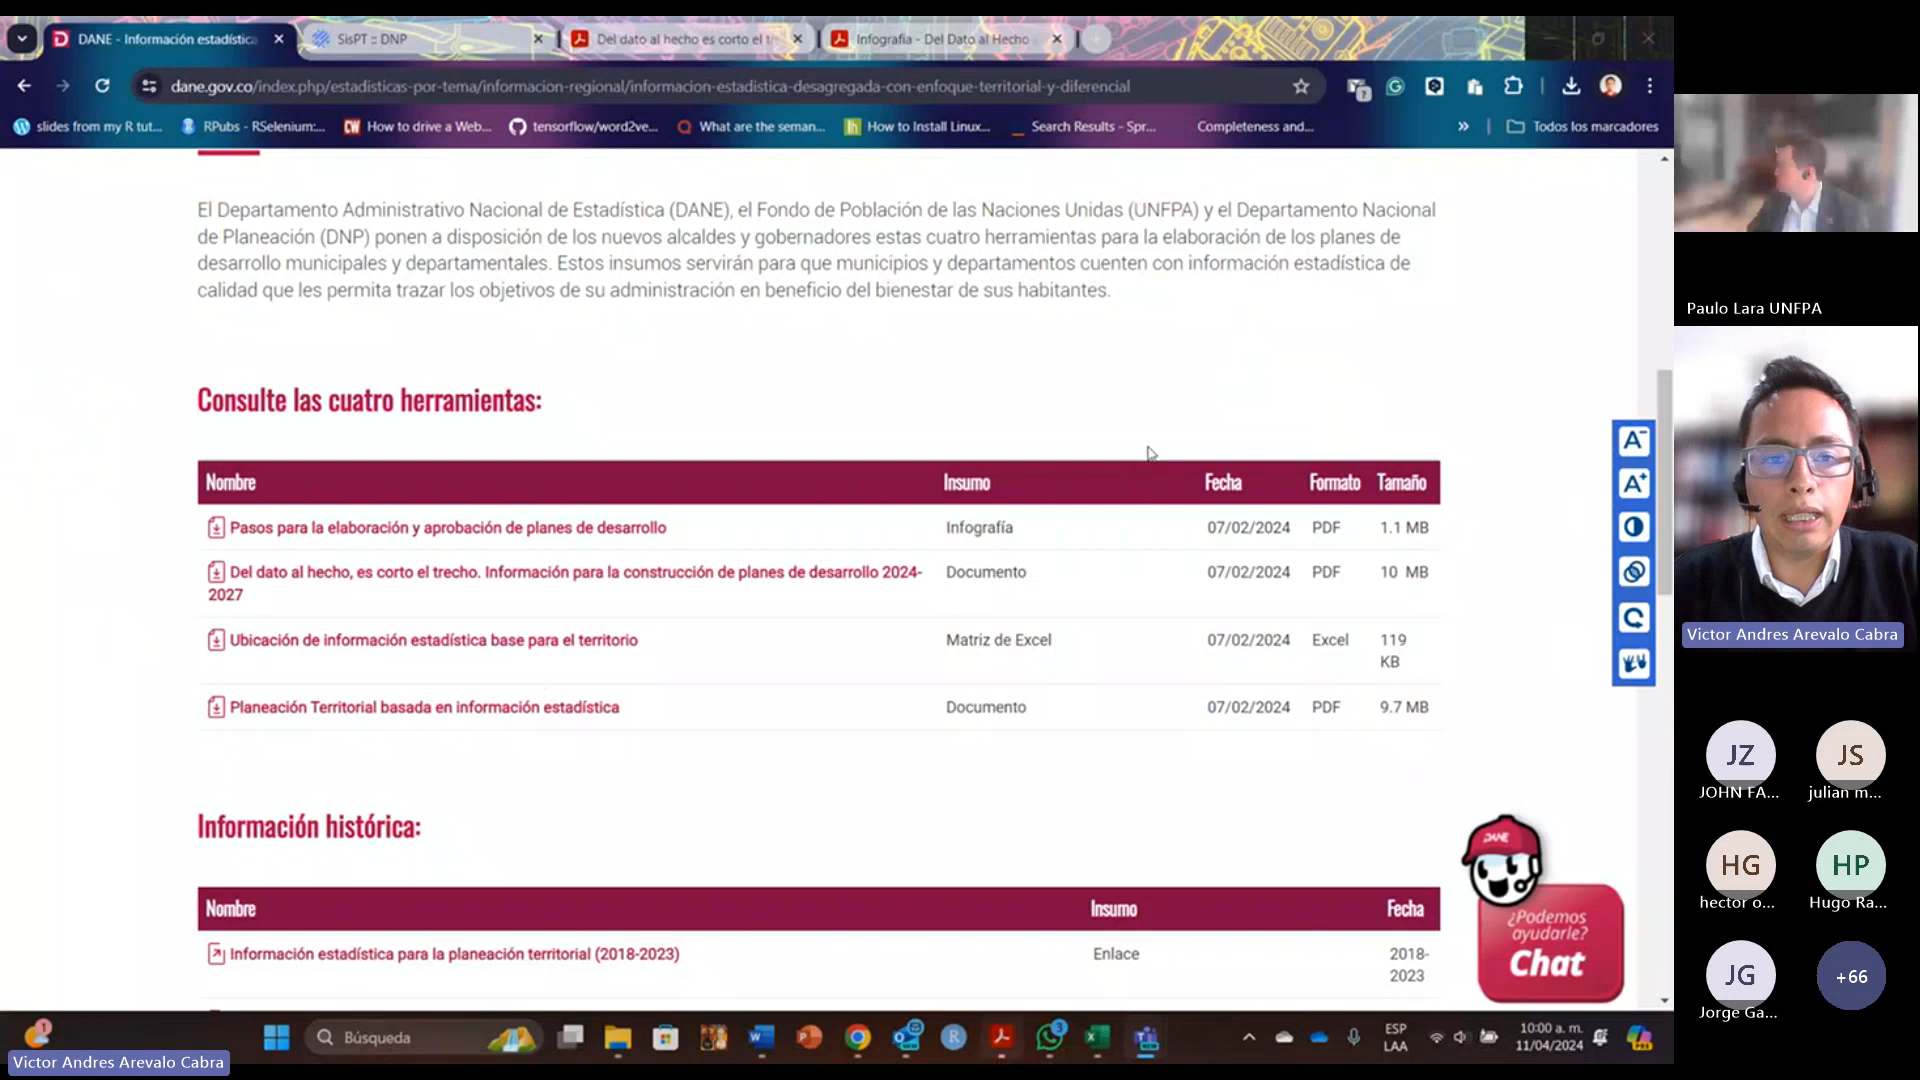 DANE - Información estadística
SisPT :: DNP
Del dato al hecho es corto el tr
Infografía - Del Dato al Hecho
dane.gov.co/index.php/estadisticas-por-tema/informacion-regional/informacion-estadistica-desagregada-con-enfoque-territorial-y-diferencial
slides from my R tut...
RPubs - RSelenium:...
How to drive a Web...
tensorflow/word2ve...
What are the seman...
How to Install Linux...
Search Results - Spr...
Completeness and...
»
Todos los marcadores
El Departamento Administrativo Nacional de Estadística (DANE), el Fondo de Población de las Naciones Unidas (UNFPA) y el Departamento Nacional
de Planeación (DNP) ponen a disposición de los nuevos alcaldes y gobernadores estas cuatro herramientas para la elaboración de los planes de
desarrollo municipales y departamentales. Estos insumos servirán para que municipios y departamentos cuenten con información estadística de
calidad que les permita trazar los objetivos de su administración en beneficio del bienestar de sus habitantes.
Consulte las cuatro herramientas:
Nombre Insumo Fecha Formato Tamaño
Pasos para la elaboración y aprobación de planes de desarrollo Infografía 07/02/2024 PDF 1.1 MB
Del dato al hecho, es corto el trecho. Información para la construcción de planes de desarrollo 2024- Documento 07/02/2024 PDF 10 MB
2027
Ubicación de información estadística base para el territorio Matriz de Excel 07/02/2024 Excel 119
KB
Planeación Territorial basada en información estadística Documento 07/02/2024 PDF 9.7 MB
Información histórica:
Nombre Insumo Fecha
Información estadística para la planeación territorial (2018-2023) Enlace 2018-
2023
A-
A+
DANE
¿Podemos
ayudarle?
Chat
Paulo Lara UNFPA
Victor Andres Arevalo Cabra
JZ
JOHN FA...
JS
julian m...
HG
hector o...
HP
Hugo Ra...
JG
Jorge Ga...
+66
1
Búsqueda
3
ESP
LAA
10:00 a. m.
11/04/2024
Victor Andres Arevalo Cabra